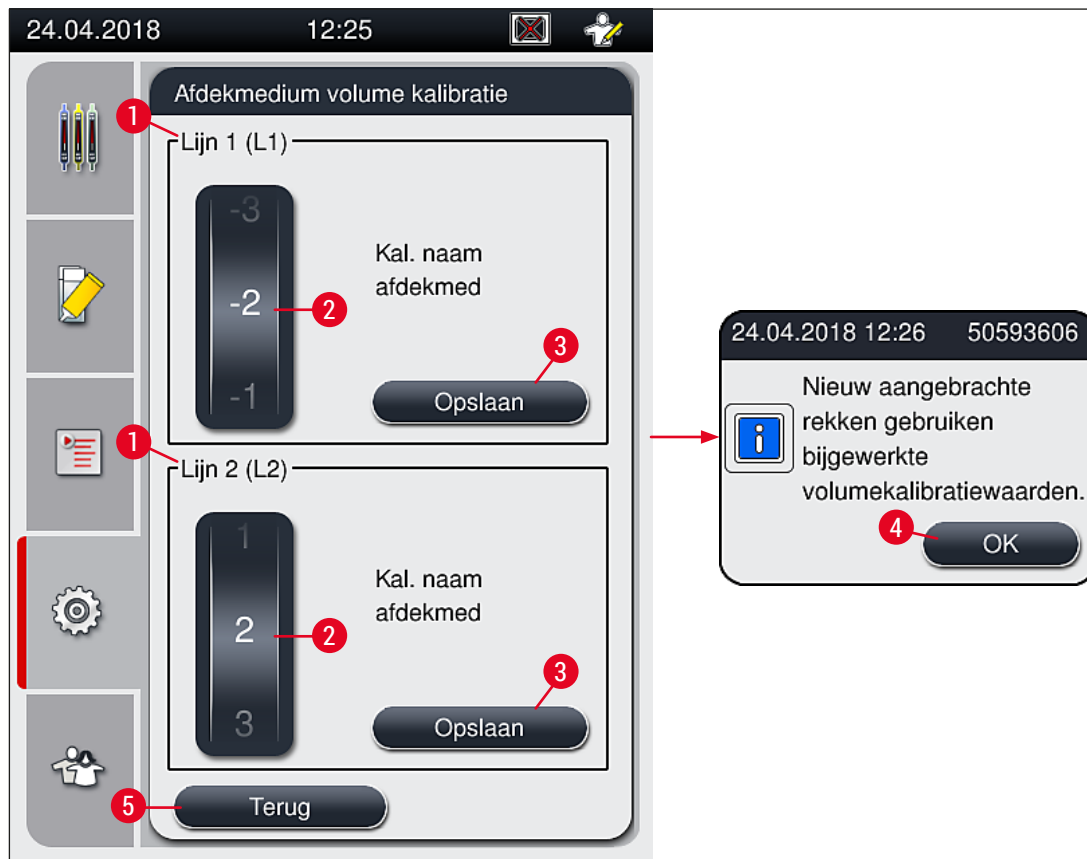 24.04.2018 12:25
Afdekmedium volume kalibratie
1
Lijn 1 (L1)
-3
-2
-1
2
Kal. naam
afdekmed
3
Opslaan
1
Lijn 2 (L2)
1
2
3
2
Kal. naam
afdekmed
3
Opslaan
5
Terug
24.04.2018 12:26 50593606
i
Nieuw aangebrachte
rekken gebruiken
bijgewerkte
volumekalibratiewaarden.
4
OK